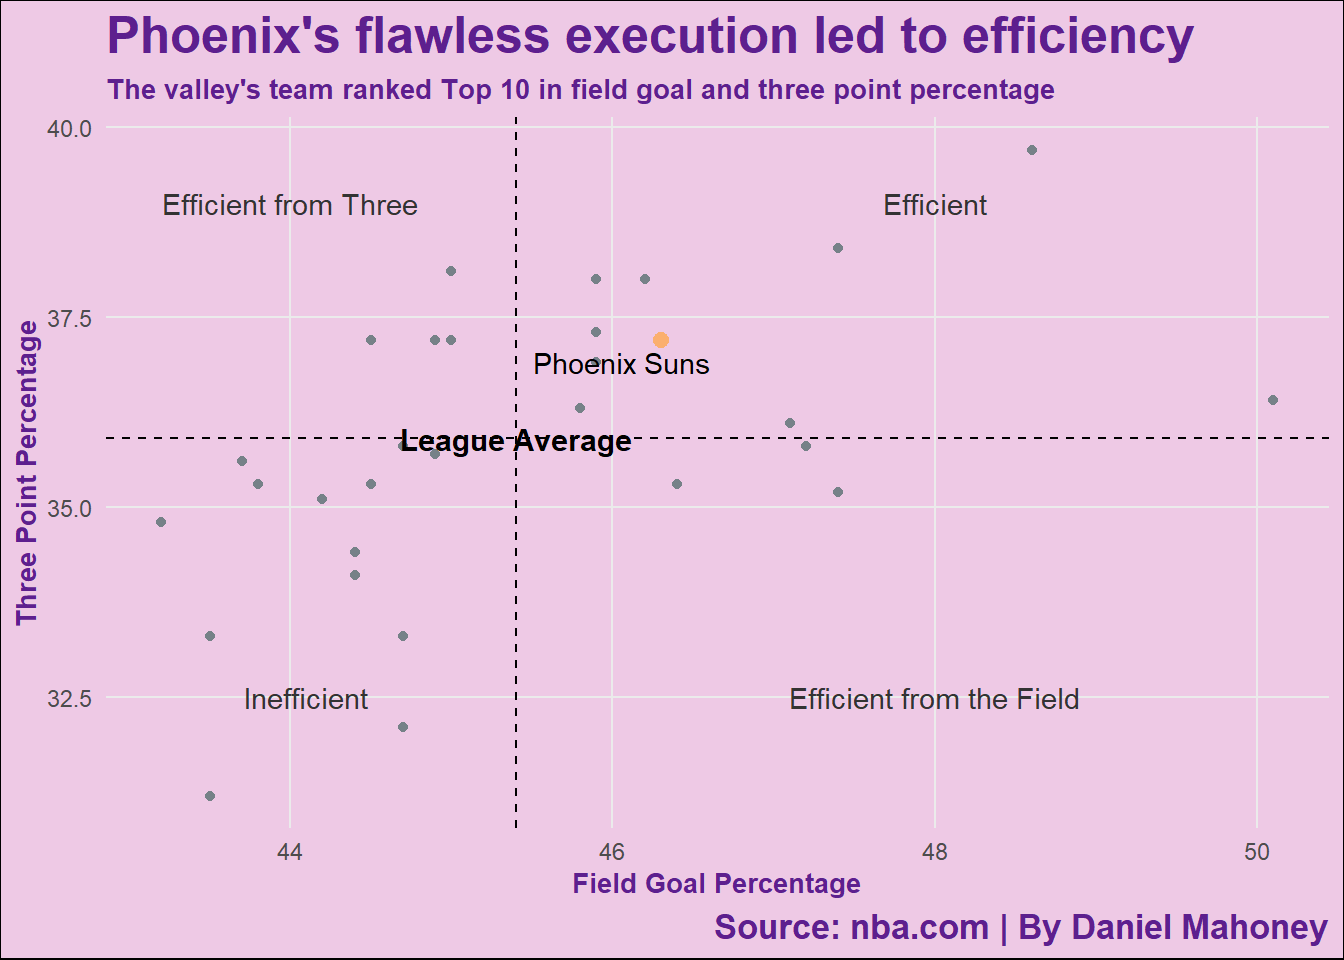 Phoenix's flawless execution led to efficiency
The valley's team ranked Top 10 in field goal and three point percentage
40.0
Efficient from Three
Efficient
37.5
Phoenix Suns
League Average
35.0
32.5
Inefficient
Efficient from the Field
Three Point Percentage
44
46
48
50
Field Goal Percentage
Source: nba.com | By Daniel Mahoney